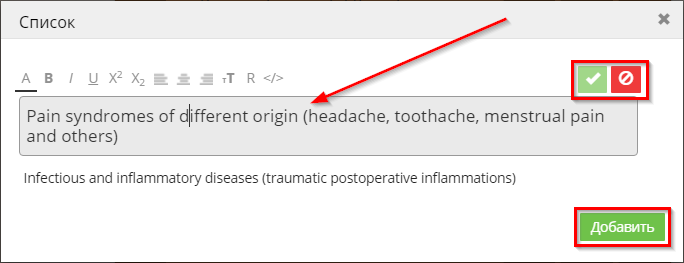 Список
A B I U X² X₂ тT R </>
Pain syndromes of different origin (headache, toothache, menstrual pain
and others)
Infectious and inflammatory diseases (traumatic postoperative inflammations)
Добавить